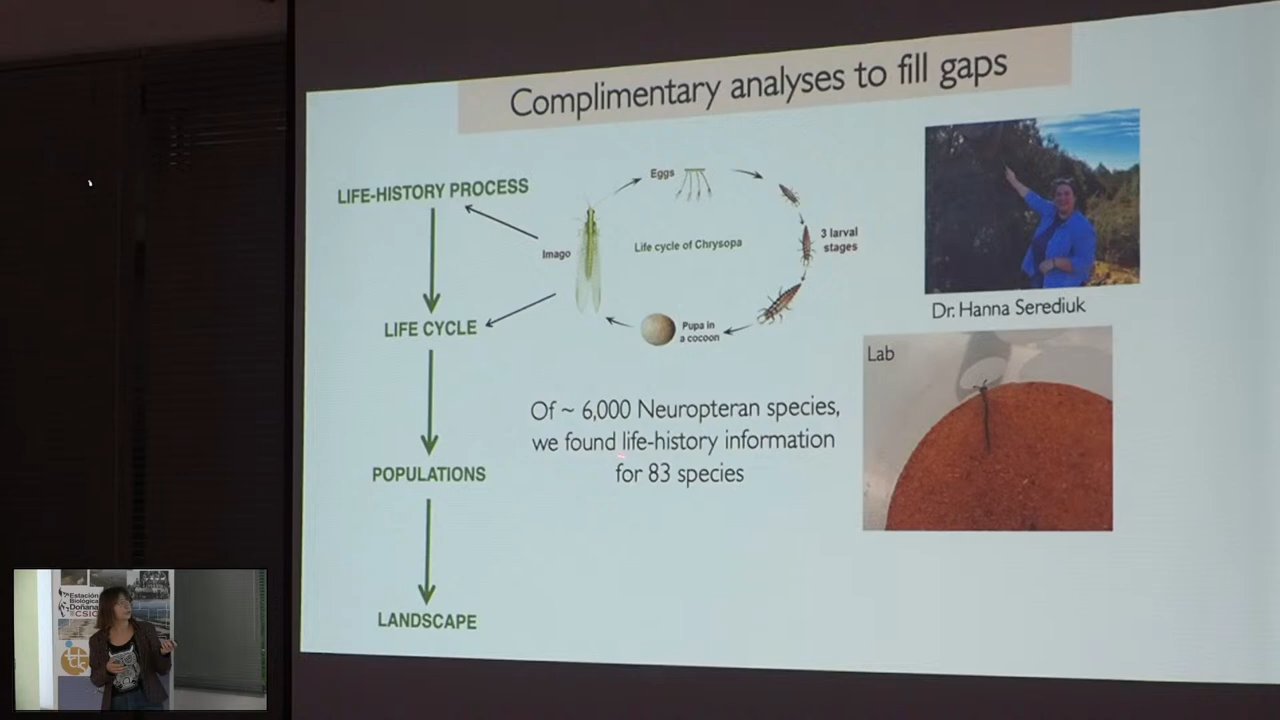 Complimentary analyses to fill gaps
LIFE-HISTORY PROCESS
LIFE CYCLE
POPULATIONS
LANDSCAPE
Eggs
3 larval
stages
Imago
Life cycle of Chrysopa
Pupa in
a cocoon
Of ~ 6,000 Neuropteran species,
we found life-history information
for 83 species
Dr. Hanna Serediuk
Lab
Estación
Biológica
Doñana
CSIC